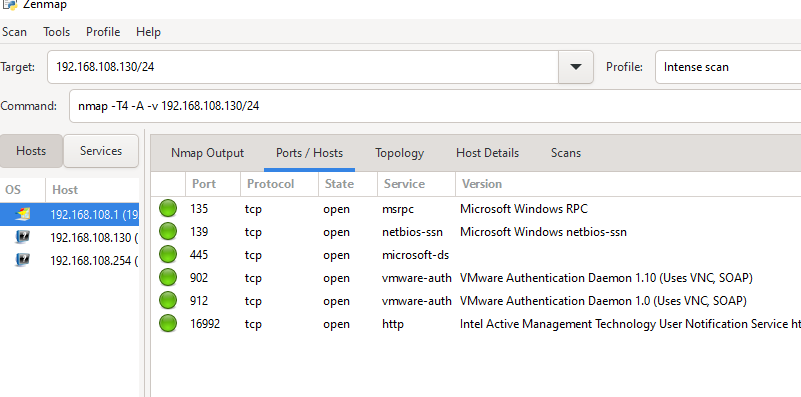 Zenmap
Scan Tools Profile Help
Target: 192.168.108.130/24 Profile: Intense scan
Command: nmap -T4 -A -v 192.168.108.130/24
Hosts Services Nmap Output Ports / Hosts Topology Host Details Scans
OS Host Port Protocol State Service Version
192.168.108.1 (19
192.168.108.130 (
192.168.108.254 (
135 tcp open msrpc Microsoft Windows RPC
139 tcp open netbios-ssn Microsoft Windows netbios-ssn
445 tcp open microsoft-ds
902 tcp open vmware-auth VMware Authentication Daemon 1.10 (Uses VNC, SOAP)
912 tcp open vmware-auth VMware Authentication Daemon 1.0 (Uses VNC, SOAP)
16992 tcp open http Intel Active Management Technology User Notification Service ht